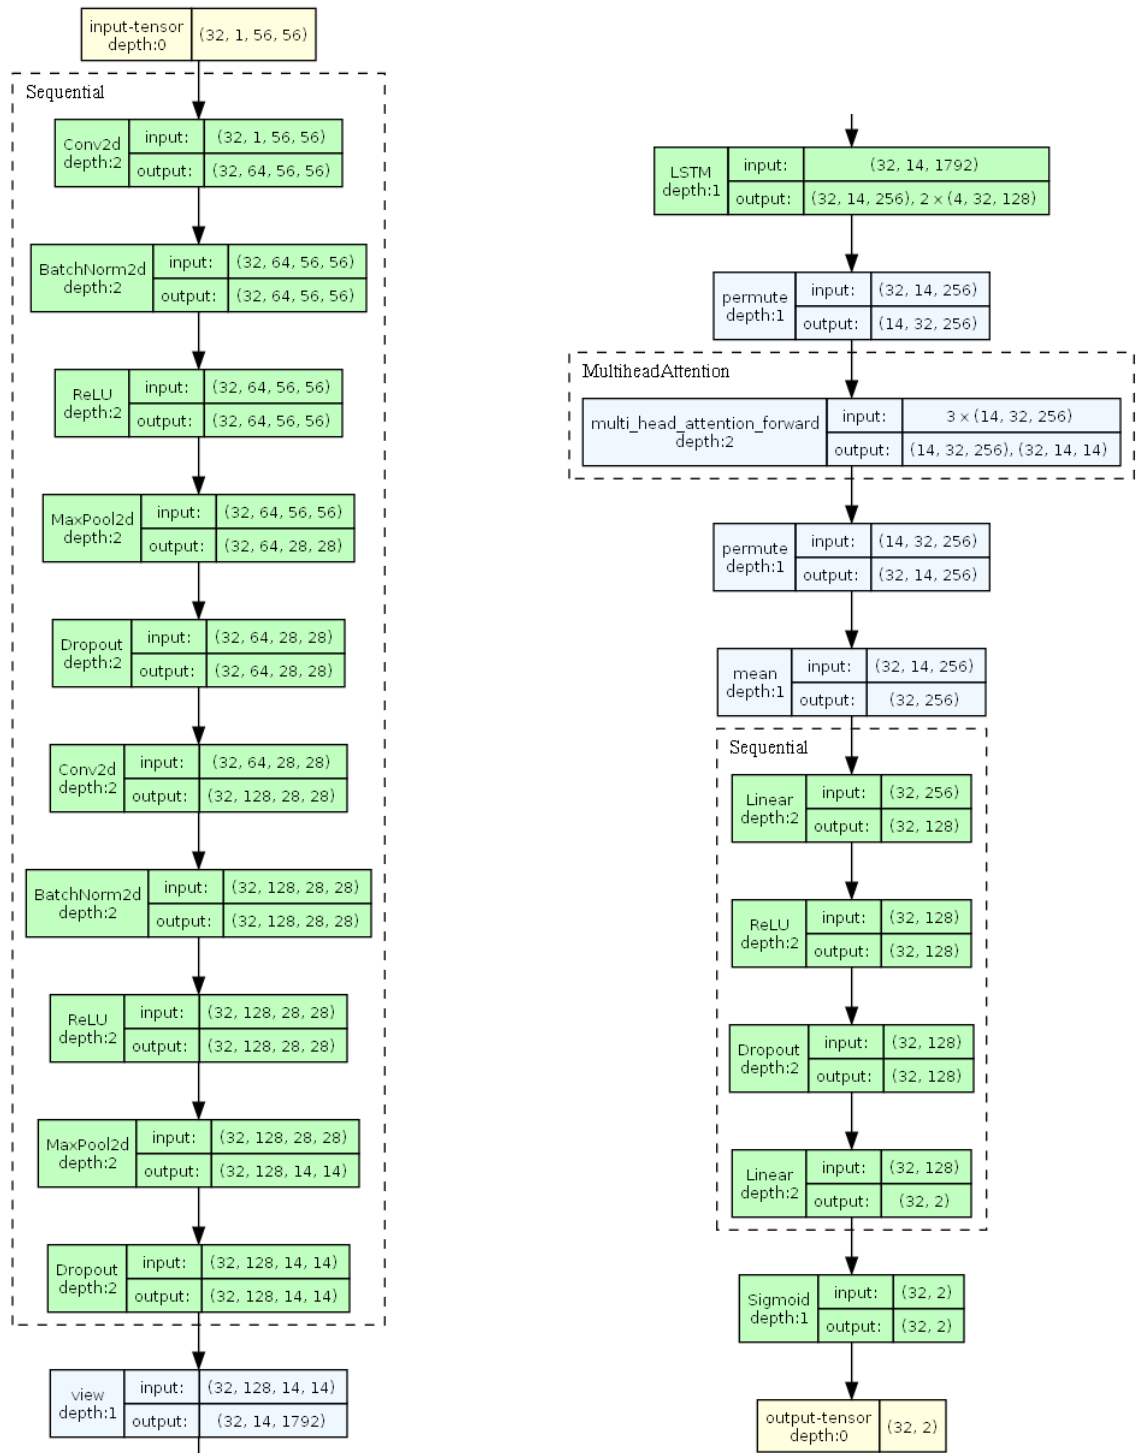 input-tensor
depth:0
(32, 1, 56, 56)
Sequential
Conv2d
depth:2
input:
(32, 1, 56, 56)
output:
(32, 64, 56, 56)
BatchNorm2d
depth:2
input:
(32, 64, 56, 56)
output:
(32, 64, 56, 56)
ReLU
depth:2
input:
(32, 64, 56, 56)
output:
(32, 64, 56, 56)
MaxPool2d
depth:2
input:
(32, 64, 56, 56)
output:
(32, 64, 28, 28)
Dropout
depth:2
input:
(32, 64, 28, 28)
output:
(32, 64, 28, 28)
Conv2d
depth:2
input:
(32, 64, 28, 28)
output:
(32, 128, 28, 28)
BatchNorm2d
depth:2
input:
(32, 128, 28, 28)
output:
(32, 128, 28, 28)
ReLU
depth:2
input:
(32, 128, 28, 28)
output:
(32, 128, 28, 28)
MaxPool2d
depth:2
input:
(32, 128, 28, 28)
output:
(32, 128, 14, 14)
Dropout
depth:2
input:
(32, 128, 14, 14)
output:
(32, 128, 14, 14)
view
depth:1
input:
(32, 128, 14, 14)
output:
(32, 14, 1792)
LSTM
depth:1
input:
(32, 14, 1792)
output:
(32, 14, 256), 2 × (4, 32, 128)
permute
depth:1
input:
(32, 14, 256)
output:
(14, 32, 256)
MultiheadAttention
multi_head_attention_forward
depth:2
input:
3 × (14, 32, 256)
output:
(14, 32, 256), (32, 14, 14)
permute
depth:1
input:
(14, 32, 256)
output:
(32, 14, 256)
mean
depth:1
input:
(32, 14, 256)
output:
(32, 256)
Sequential
Linear
depth:2
input:
(32, 256)
output:
(32, 128)
ReLU
depth:2
input:
(32, 128)
output:
(32, 128)
Dropout
depth:2
input:
(32, 128)
output:
(32, 128)
Linear
depth:2
input:
(32, 128)
output:
(32, 2)
Sigmoid
depth:1
input:
(32, 2)
output:
(32, 2)
output-tensor
depth:0
(32, 2)